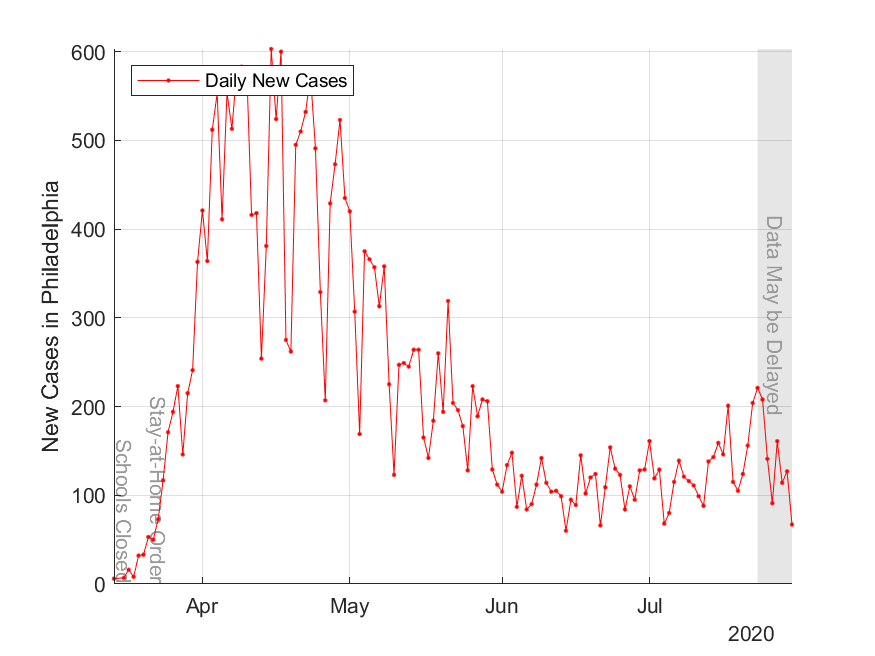 Daily New Cases
New Cases in Philadelphia
600
500
400
300
200
100
0
Schools Closed
Stay-at-Home Order
Data May be Delayed
Apr
May
Jun
Jul
2020